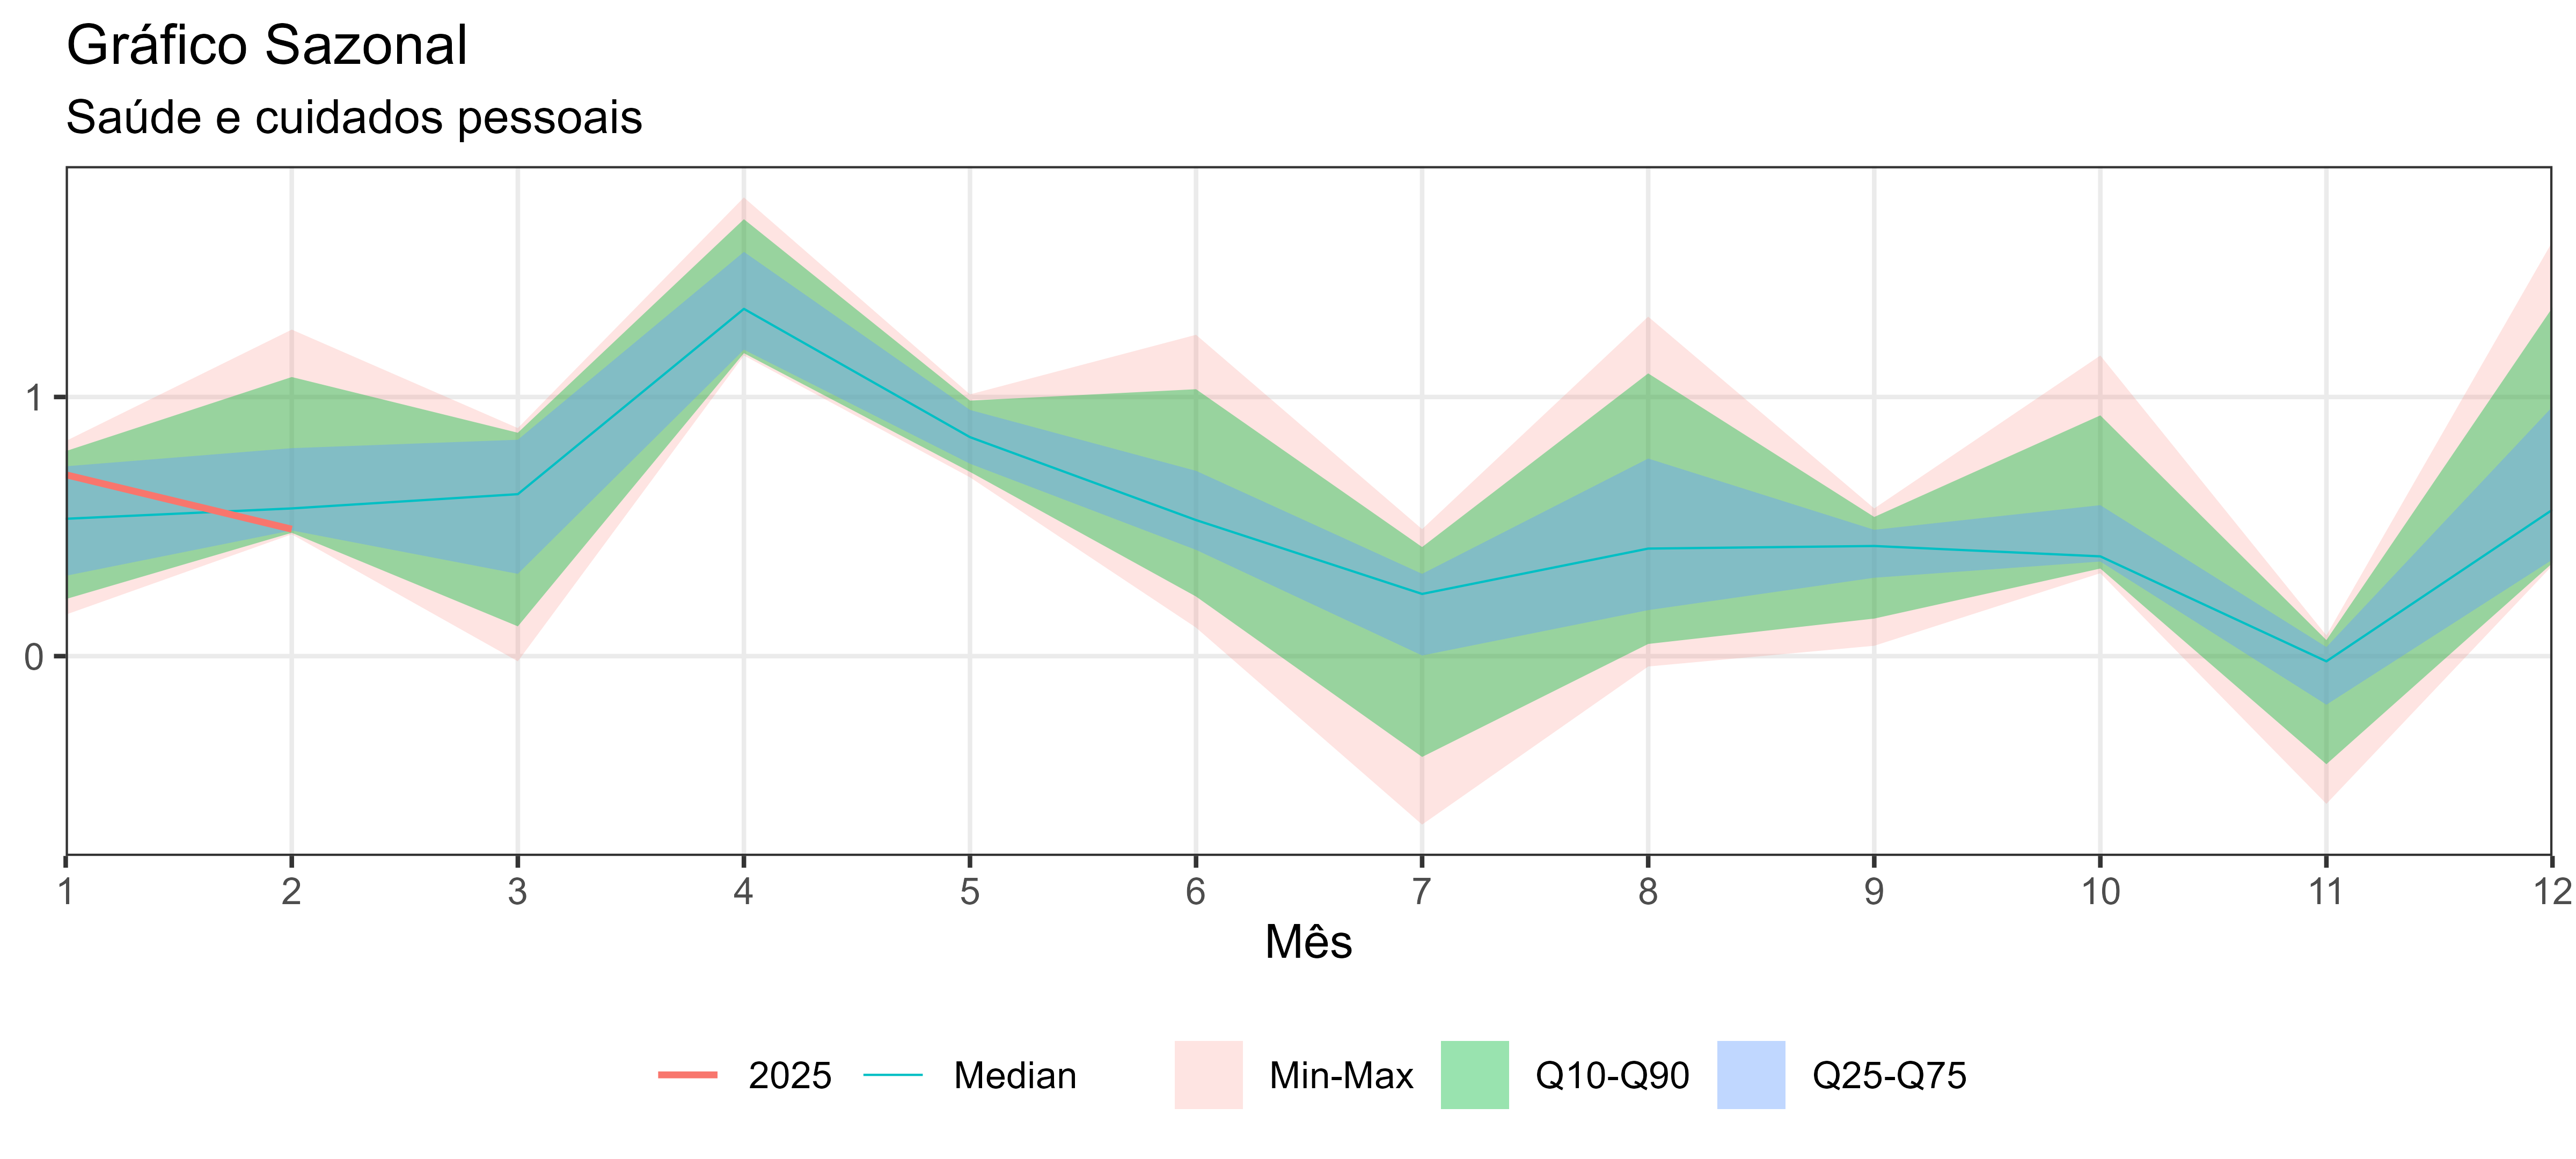 Gráfico Sazonal
Saúde e cuidados pessoais
1
0
1 2 3 4 5 6 7 8 9 10 11 12
Mês
2025 Median Min-Max Q10-Q90 Q25-Q75